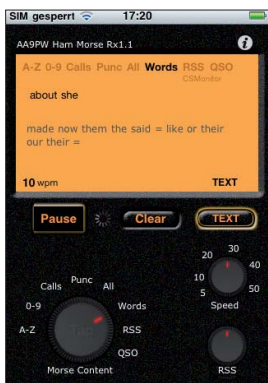 SIM gesperrt 17:20
AA9PW Ham Morse Rx1.1 i
A-Z 0-9 Calls Punc All Words RSS QSO
CSMonitor
about she
made now them the said = like or their
our their =
10 wpm TEXT
Pause Clear TEXT
20 30
10 40
5 50
Speed
Calls Punc All
0-9 Words
A-Z RSS
QSO
Morse Content RSS